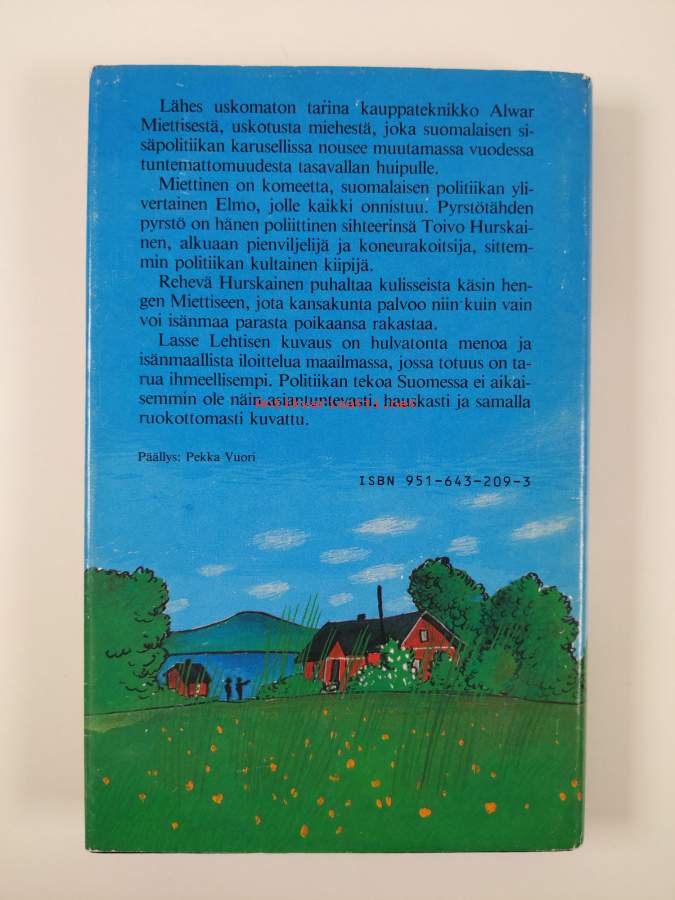 Lähes uskomaton tarina kauppateknikko Alwar
Miettisestä, uskotusta miehestä, joka suomalaisen si-
säpolitiikan karusellissa nousee muutamassa vuodessa
tuntemattomuudesta tasavallan huipulle.
Miettinen on komeetta, suomalaisen politiikan yli-
vertainen Elmo, jolle kaikki onnistuu. Pyrstötähden
pyrstö on hänen poliittinen sihteerinsä Toivo Hurskai-
nen, alkuaan pienviljelijä ja koneurakoitsija, sittem-
min politiikan kultainen kiipijä.
Rehevä Hurskainen puhaltaa kulisseista käsin hen-
gen Miettiseen, jota kansakunta palvoo niin kuin vain
voi isänmaa parasta poikaansa rakastaa.
Lasse Lehtisen kuvaus on hulvatonta menoa ja
isänmaallista iloittelua maailmassa, jossa totuus on ta-
rua ihmeellisempi. Politiikan tekoa Suomessa ei aikai-
semmin ole näin asiantuntevasti, hauskasti ja samalla
ruokottomasti kuvattu.
Päällys: Pekka Vuori
ISBN 951-643-209-3